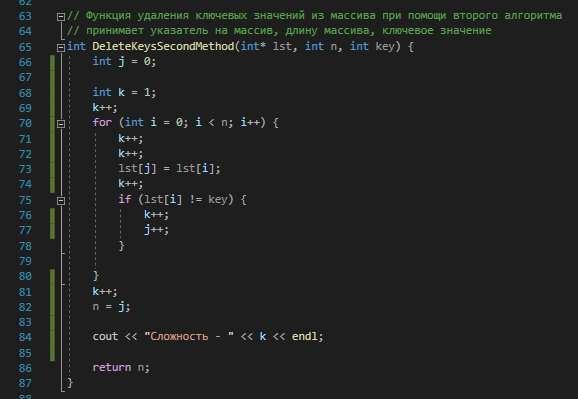 62
63 // Функция удаления ключевых значений из массива при помощи второго алгоритма
64 // принимает указатель на массив, длину массива, ключевое значение
65 int DeleteKeysSecondMethod(int* lst, int n, int key) {
66 int j = 0;
67
68 int k = 1;
69 k++;
70 for (int i = 0; i < n; i++) {
71 k++;
72 k++;
73 lst[j] = lst[i];
74 k++;
75 if (lst[i] != key) {
76 k++;
77 j++;
78 }
79
80 }
81 k++;
82 n = j;
83
84 cout << "Сложность - " << k << endl;
85
86 return n;
87 }
88